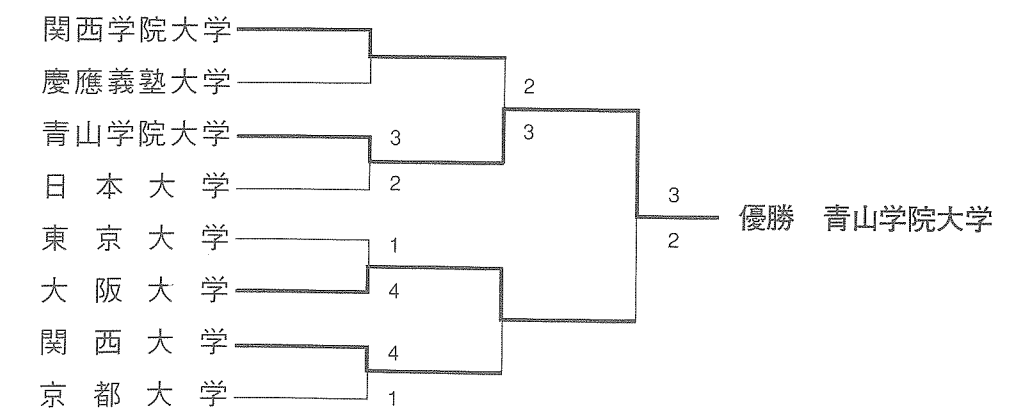 関西学院大学
慶應義塾大学
2
青山学院大学
3
3
日本大学
2
3
優勝 青山学院大学
東京大学
1
2
大阪大学
4
関西大学
4
京都大学
1